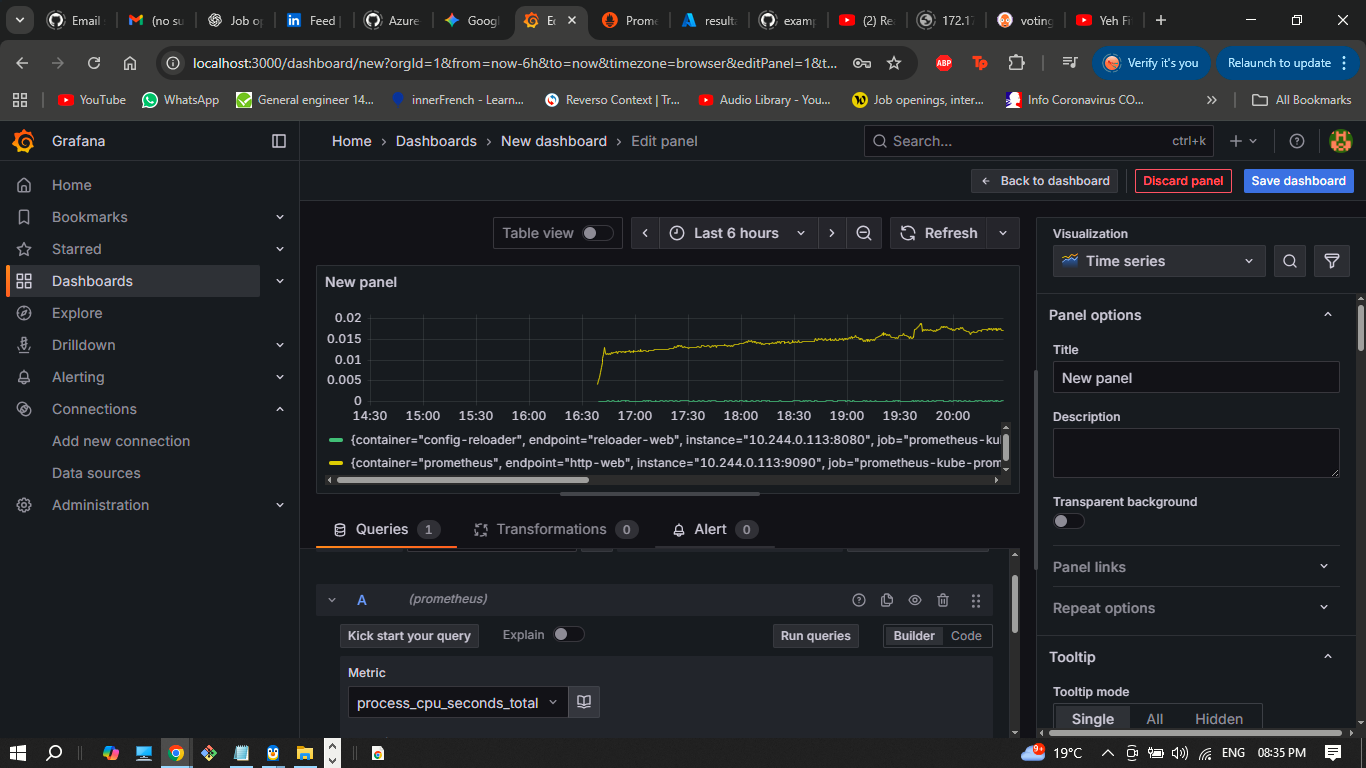 Email
(no su
Job op
Feed |
Azure
Googl
Ec
Prome
result
examp
(2) Re
172.17
voting
Yeh Fi
localhost:3000/dashboard/new?orgId=1&from=now-6h&to=now&timezone=browser&editPanel=1&t...
ABP
Verify it's you
Relaunch to update
YouTube
WhatsApp
General engineer 14...
innerFrench - Learn...
Reverso Context | Tr...
Audio Library - You...
Job openings, inter...
Info Coronavirus CO...
All Bookmarks
Grafana
Home › Dashboards › New dashboard › Edit panel
Search...
ctrl+k
Back to dashboard
Discard panel
Save dashboard
Home
Bookmarks
Starred
Dashboards
Explore
Drilldown
Alerting
Connections
Add new connection
Data sources
Administration
Table view
Last 6 hours
Refresh
New panel
0.02
0.015
0.01
0.005
0
14:30 15:00 15:30 16:00 16:30 17:00 17:30 18:00 18:30 19:00 19:30 20:00
{container="config-reloader", endpoint="reloader-web", instance="10.244.0.113:8080", job="prometheus-ku
{container="prometheus", endpoint="http-web", instance="10.244.0.113:9090", job="prometheus-kube-prom
Queries 1
Transformations 0
Alert 0
A (prometheus)
Kick start your query
Explain
Run queries
Builder
Code
Metric
process_cpu_seconds_total
Visualization
Time series
Panel options
Title
New panel
Description
Transparent background
Panel links
Repeat options
Tooltip
Tooltip mode
Single
All
Hidden
9+
19°C
ENG
08:35 PM